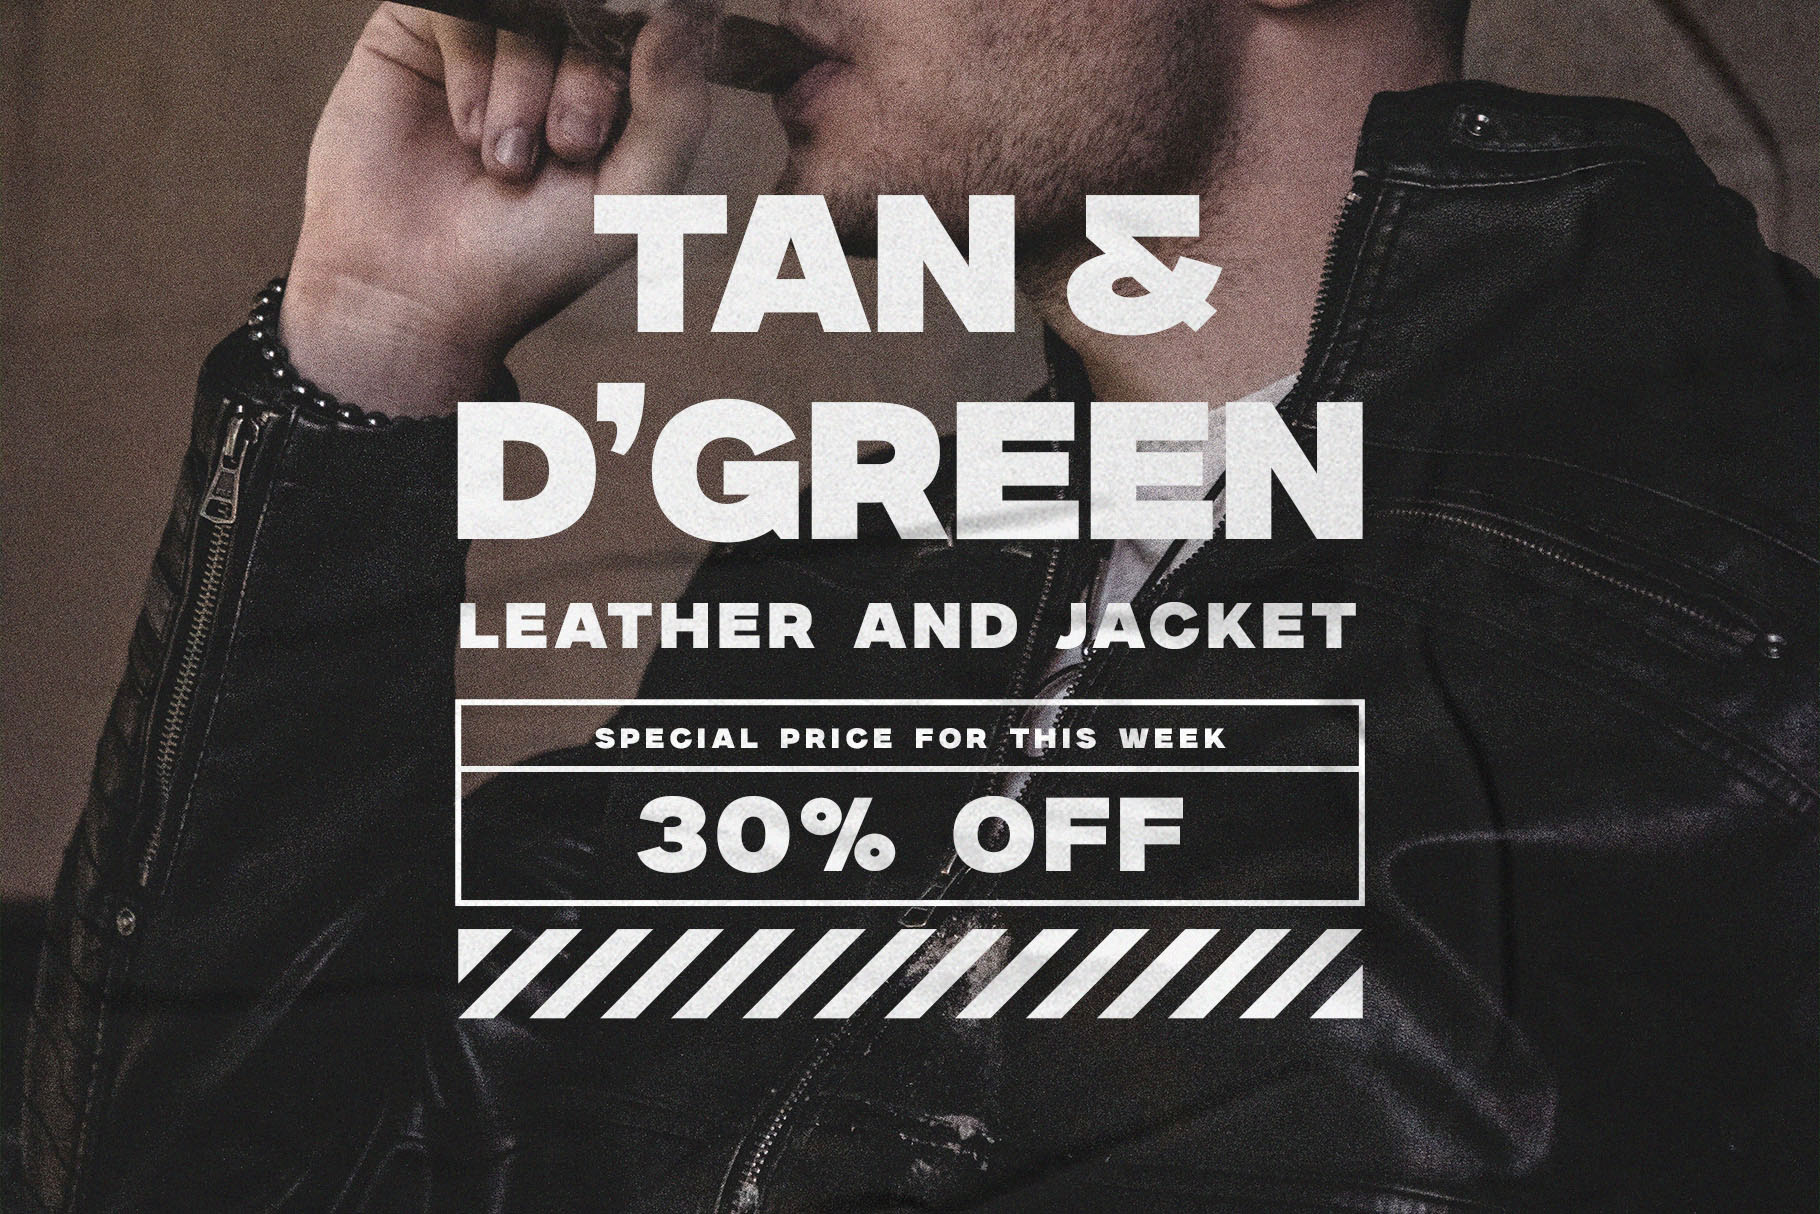 TAN &
D’GREEN
LEATHER AND JACKET
SPECIAL PRICE FOR THIS WEEK
30% OFF